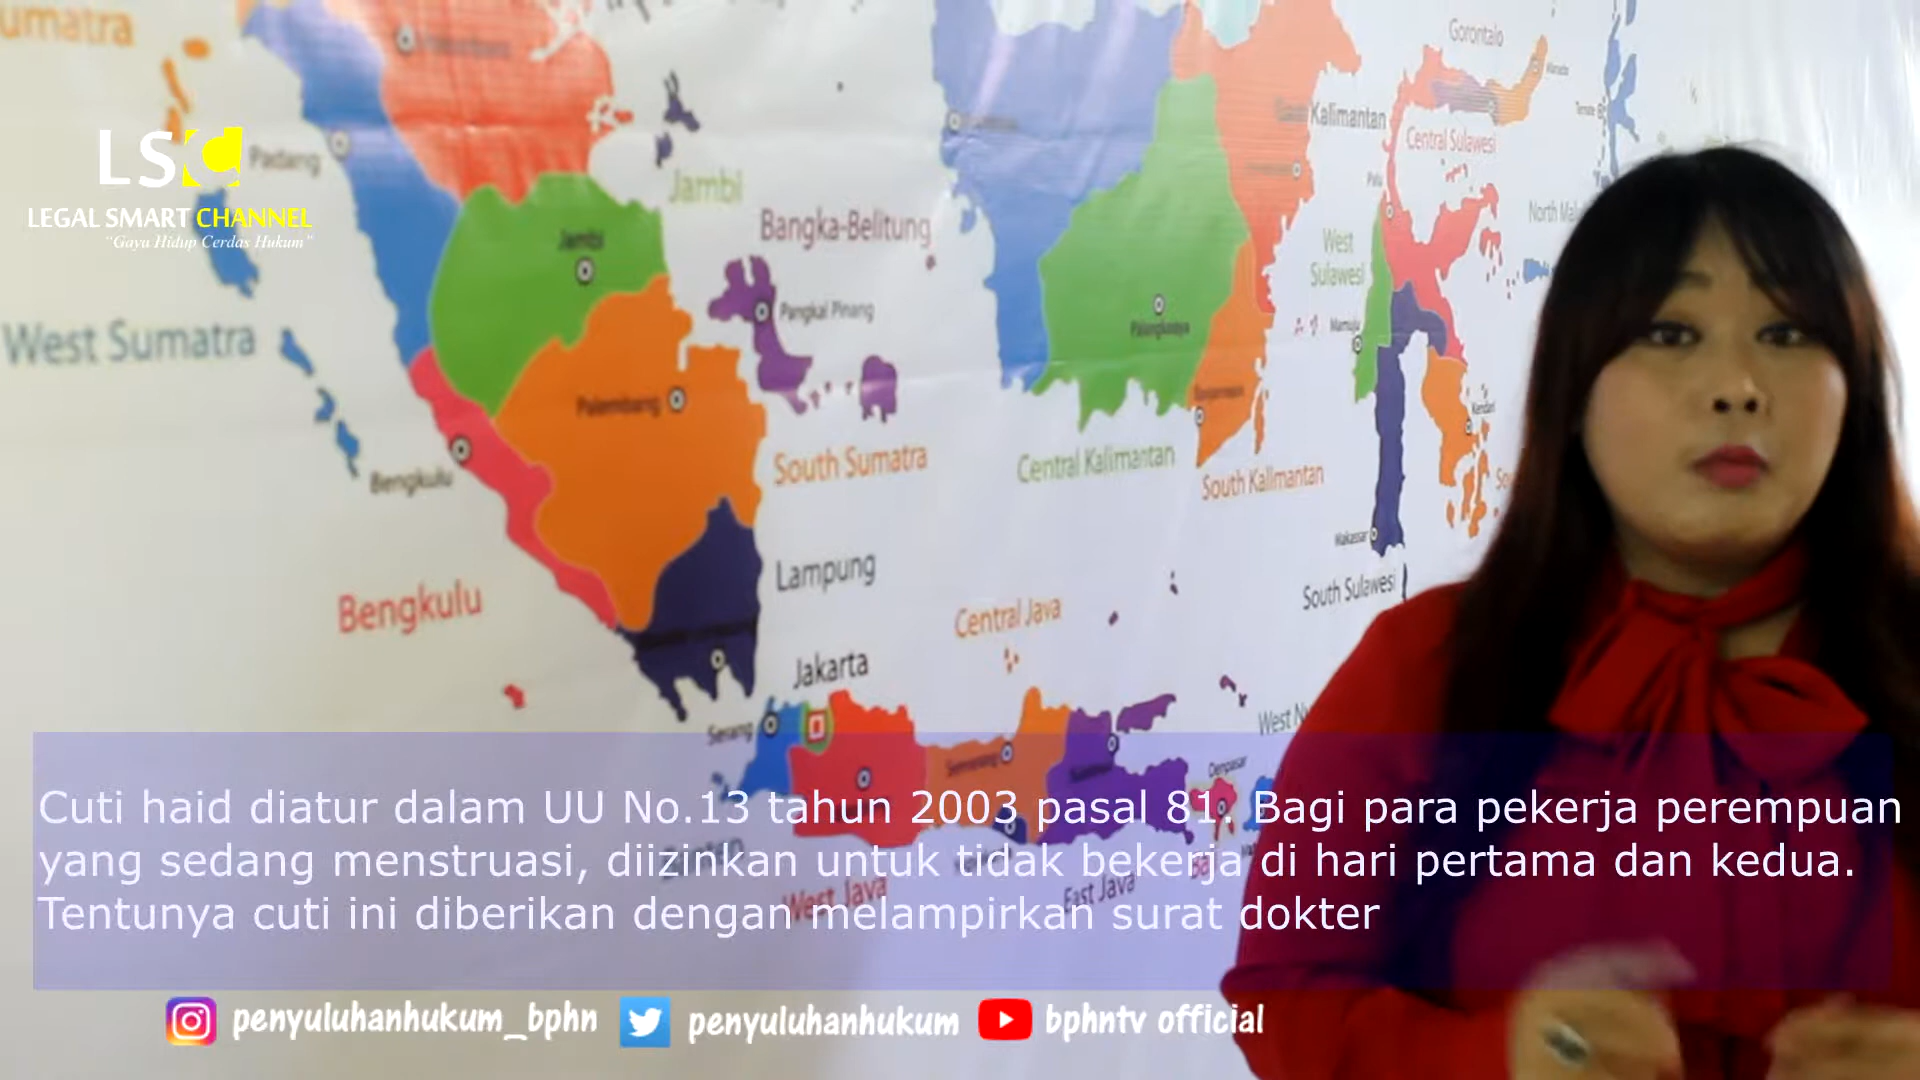 umatra
Gorontalo
Manado
LSC
Padang
LEGAL SMART CHANNEL
"Gaya Hidup Cerdas Hukum"
Jambi
Jambi
Bangka-Belitung
Pangkal Pinang
Kalimantan
Central Sulawesi
Palu
West
Sulawesi
Mamuju
West Sumatra
Palangkaraya
Palembang
Kendari
Bengkulu
South Sumatra
Central Kalimantan
South Kalimantan
Makassar
Bengkulu
Lampung
South Sulawesi
Central Java
Jakarta
Serang
Semarang
Denpasar
Cuti haid diatur dalam UU No.13 tahun 2003 pasal 81. Bagi para pekerja perempuan
yang sedang menstruasi, diizinkan untuk tidak bekerja di hari pertama dan kedua.
Tentunya cuti ini diberikan dengan melampirkan surat dokter
West Java
East Java
penyuluhanhukum_bphn
penyuluhanhukum
bphntv official